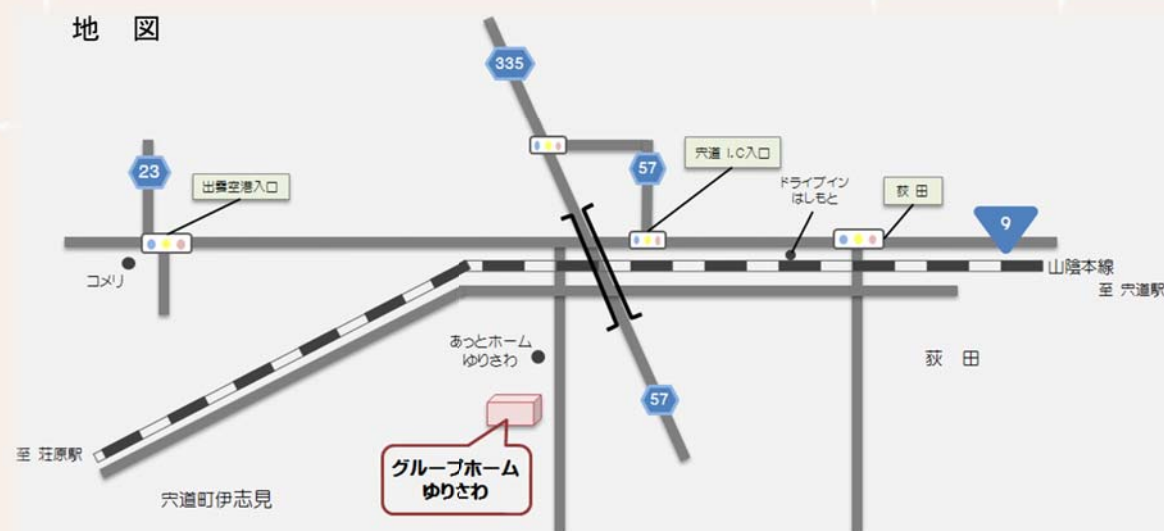 地 図
335
23
57
宍道 I.C入口
出雲空港入口
ドライブイン
はしもと
荻 田
9
コメリ
山陰本線
至 宍道駅
あっとホーム
ゆりさわ
荻 田
57
至 荘原駅
グループホーム
ゆりさわ
宍道町伊志見